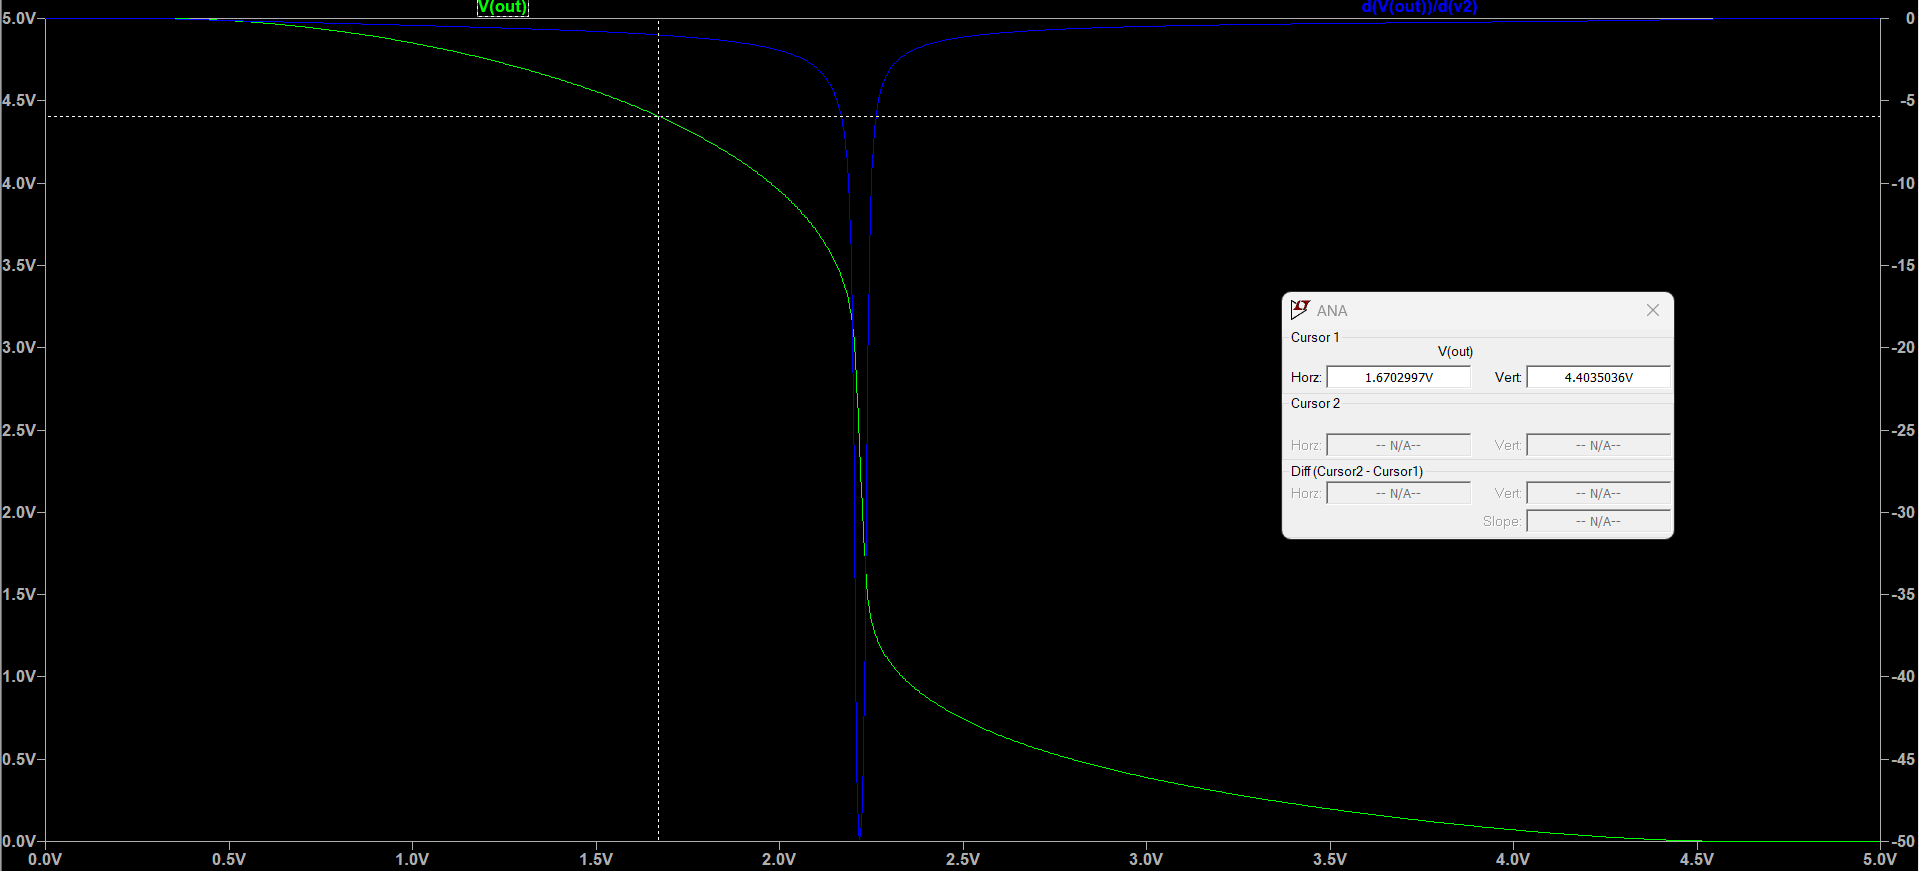 V(out) d(V(out))/d(v2)
5.0V 0
4.5V -5
4.0V -10
3.5V -15
3.0V -20
2.5V -25
2.0V -30
1.5V -35
1.0V -40
0.5V -45
0.0V -50
0.0V 0.5V 1.0V 1.5V 2.0V 2.5V 3.0V 3.5V 4.0V 4.5V 5.0V
ANA
Cursor 1
V(out)
Horz: 1.6702997V Vert: 4.4035036V
Cursor 2
Horz: -- N/A-- Vert: -- N/A--
Diff (Cursor2 - Cursor1)
Horz: -- N/A-- Vert: -- N/A--
Slope: -- N/A--